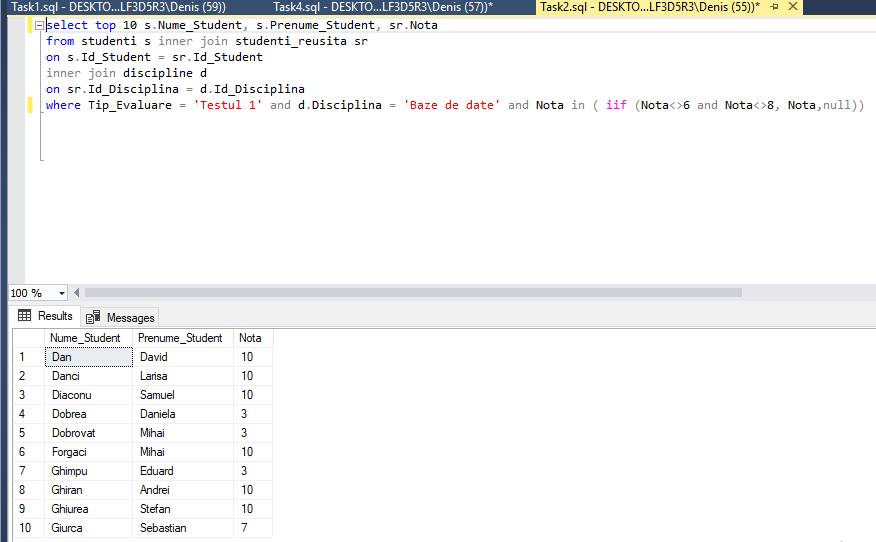 Task1.sql - DESKTO...LF3D5R3\Denis (59)) Task4.sql - DESKTO...LF3D5R3\Denis (57))* Task2.sql - DESKTO...LF3D5R3\Denis (55))*
select top 10 s.Nume_Student, s.Prenume_Student, sr.Nota
from studenti s inner join studenti_reusita sr
on s.Id_Student = sr.Id_Student
inner join discipline d
on sr.Id_Disciplina = d.Id_Disciplina
where Tip_Evaluare = 'Testul 1' and d.Disciplina = 'Baze de date' and Nota in ( iif (Nota<>6 and Nota<>8, Nota,null))
100 %
Results Messages
Nume_Student Prenume_Student Nota
1 Dan David 10
2 Danci Larisa 10
3 Diaconu Samuel 10
4 Dobrea Daniela 3
5 Dobrovat Mihai 3
6 Forgaci Mihai 10
7 Ghimpu Eduard 3
8 Ghiran Andrei 10
9 Ghiurea Stefan 10
10 Giurca Sebastian 7